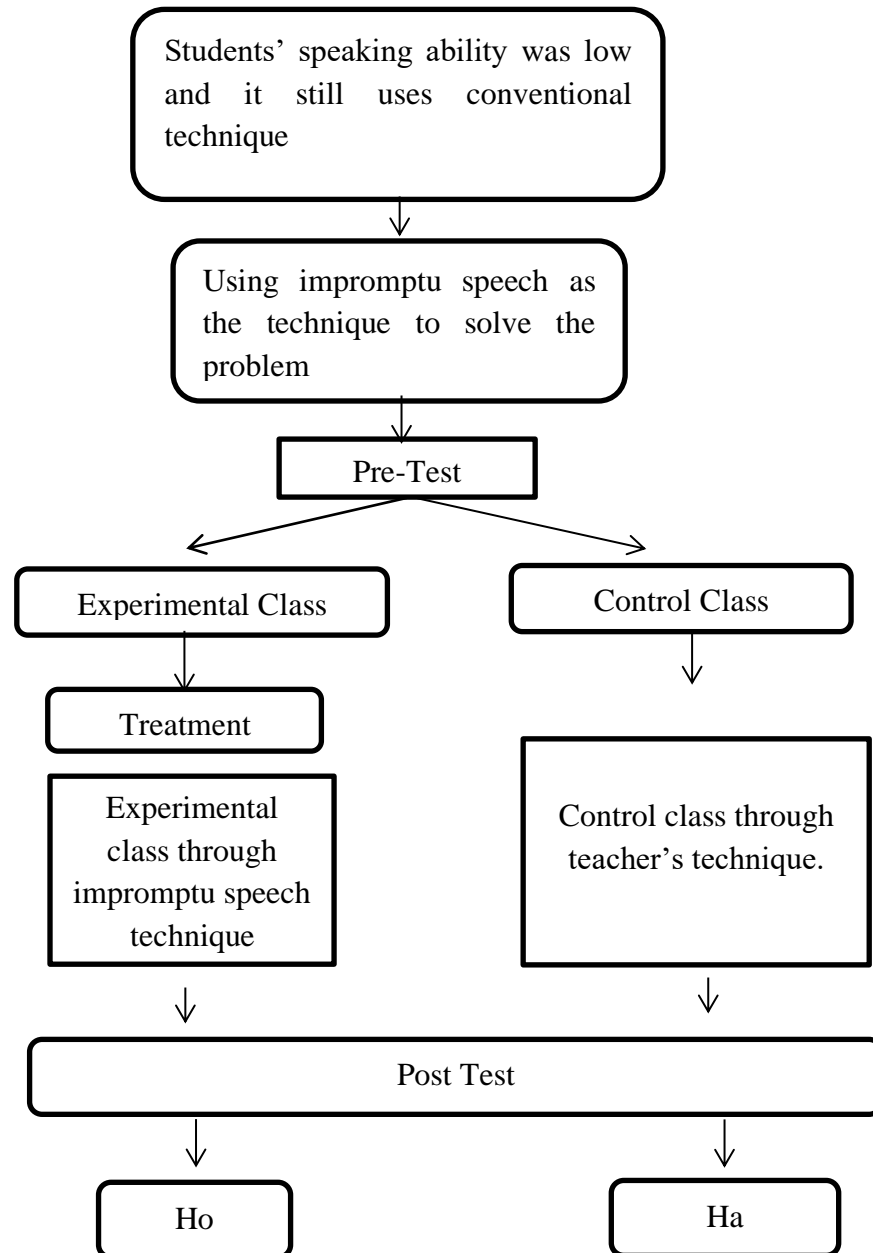 Students’ speaking ability was low
and it still uses conventional
technique
Using impromptu speech as
the technique to solve the
problem
Pre-Test
Experimental Class
Control Class
Treatment
Experimental
class through
impromptu speech
technique
Control class through
teacher’s technique.
Post Test
Ho
Ha